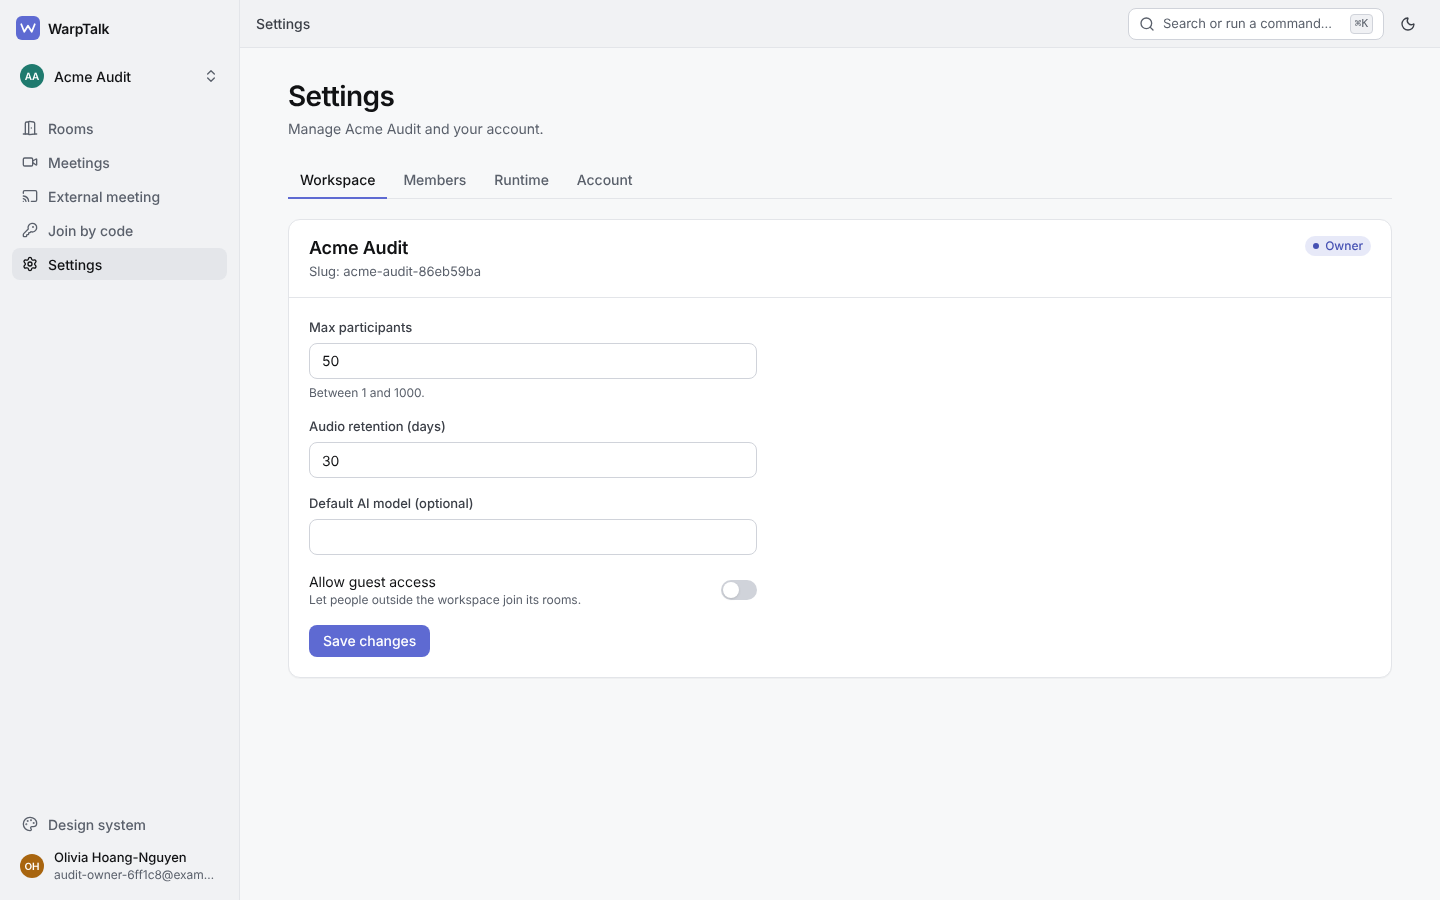 WarpTalk
AA
Acme Audit
Rooms
Meetings
External meeting
Join by code
Settings
Design system
OH
Olivia Hoang-Nguyen
audit-owner-6ff1c8@exam...
Settings
Search or run a command...
⌘K
Settings
Manage Acme Audit and your account.
Workspace Members Runtime Account
Acme Audit
Owner
Slug: acme-audit-86eb59ba
Max participants
50
Between 1 and 1000.
Audio retention (days)
30
Default AI model (optional)
Allow guest access
Let people outside the workspace join its rooms.
Save changes